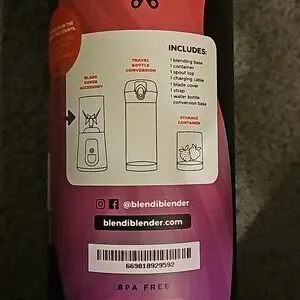 BLADE
COVER
ACCESSORY
TRAVEL
BOTTLE
CONVERSION
INCLUDES:
1 blending base
1 container
1 spout top
1 charging cable
1 blade cover
1 strap
1 water bottle
conversion base
STORAGE
CONTAINER
@blendiblender
blendiblender.com
669818929592
BPA FREE